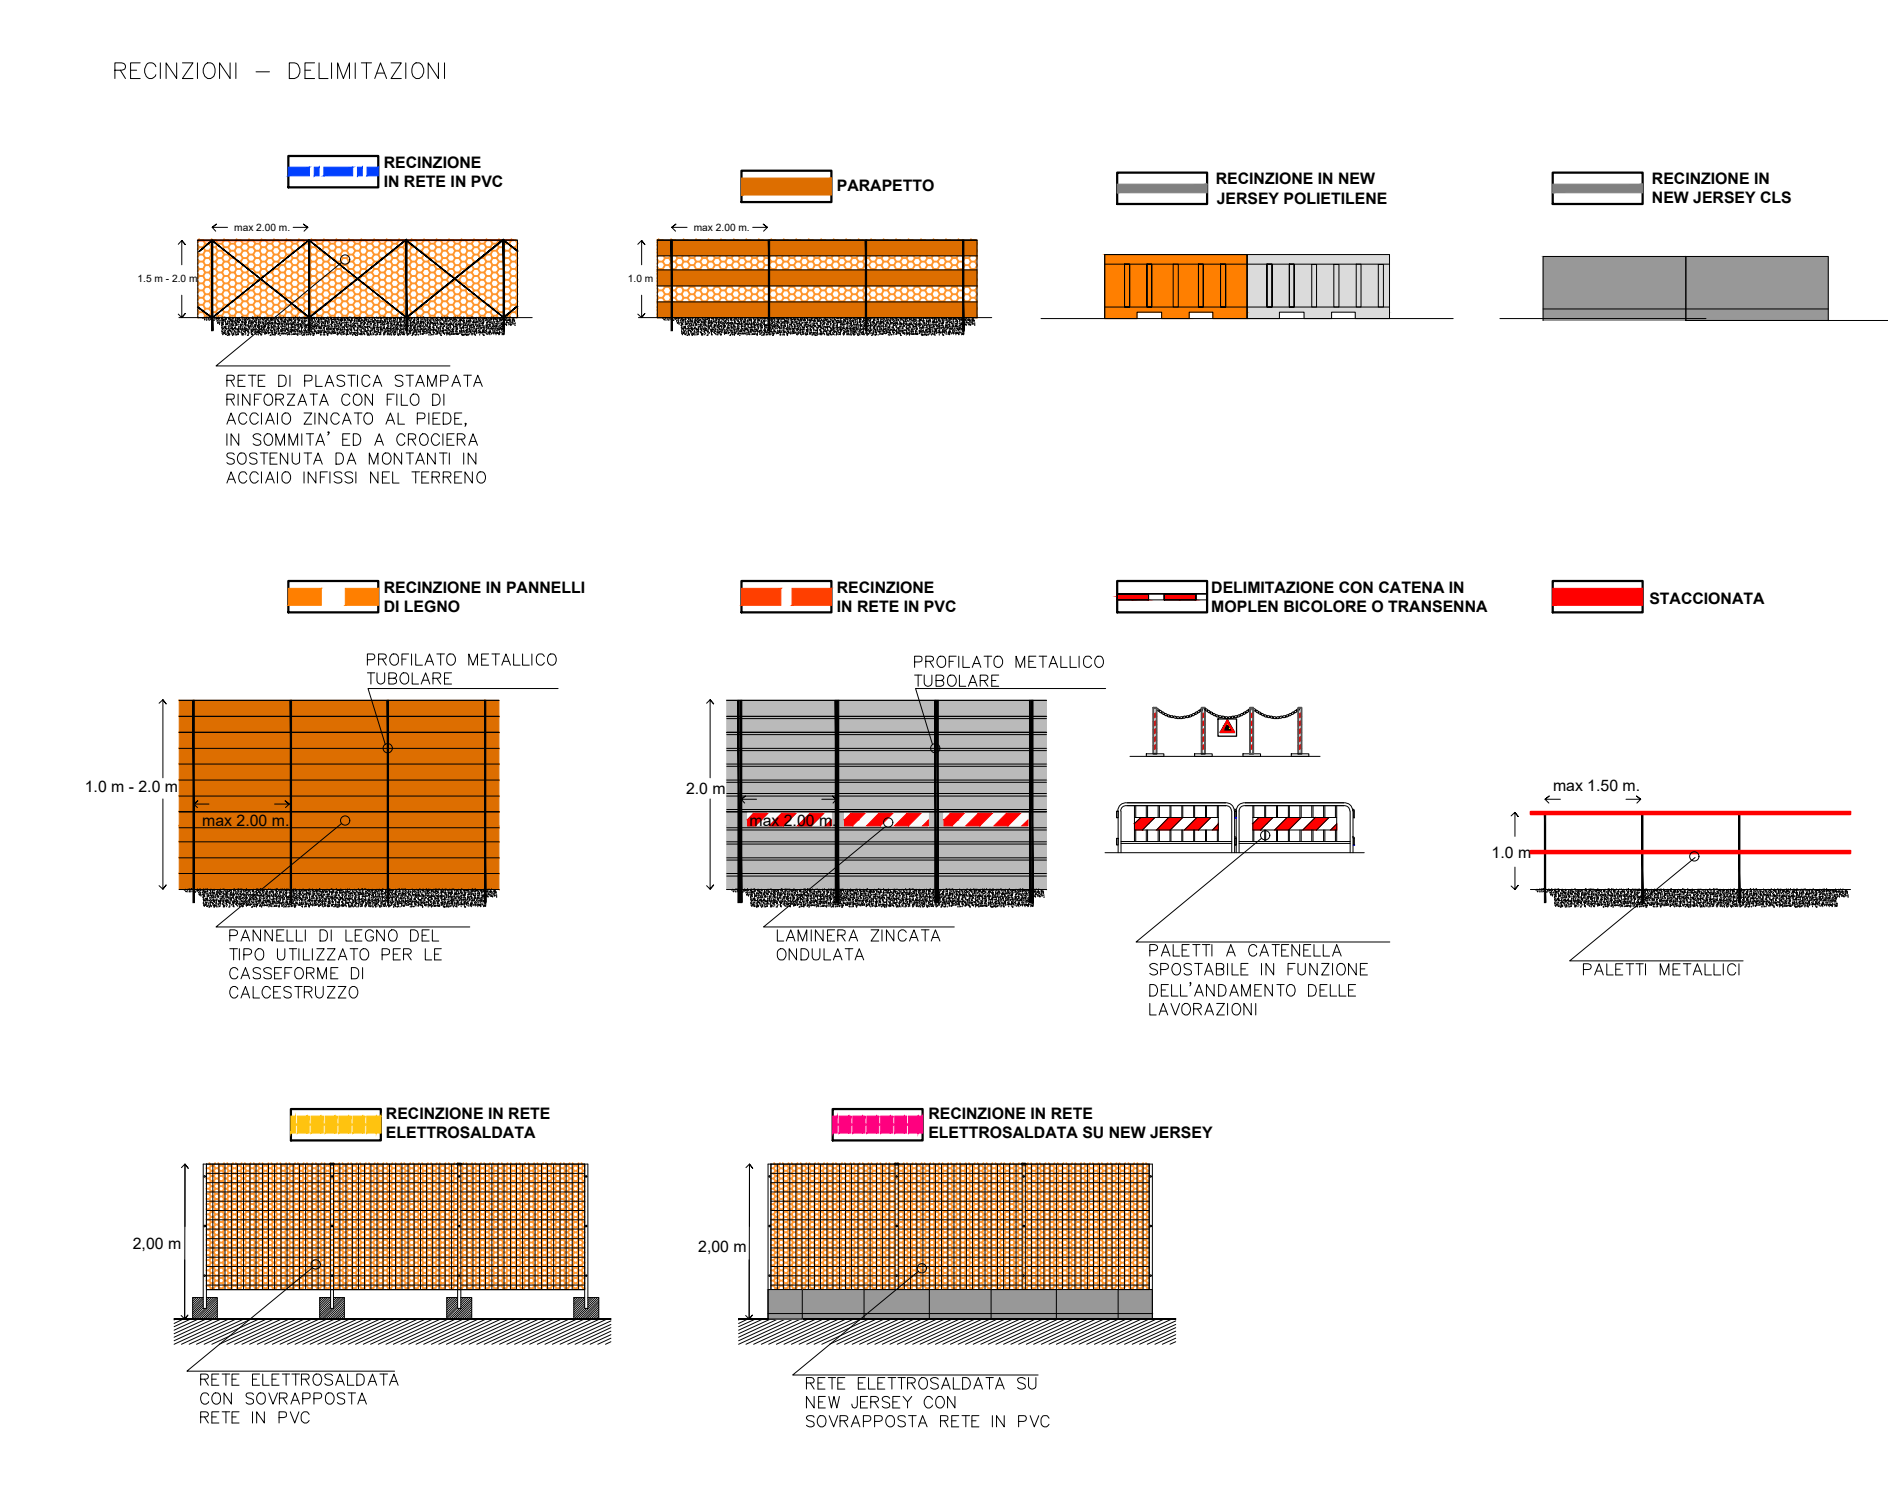 RECINZIONI – DELIMITAZIONI
RECINZIONE
IN RETE IN PVC
max 2.00 m.
1.5 m - 2.0 m
RETE DI PLASTICA STAMPATA
RINFORZATA CON FILO DI
ACCIAIO ZINCATO AL PIEDE,
IN SOMMITA' ED A CROCIERA
SOSTENUTA DA MONTANTI IN
ACCIAIO INFISSI NEL TERRENO
PARAPETTO
max 2.00 m.
1.0 m
RECINZIONE IN NEW
JERSEY POLIETILENE
RECINZIONE IN
NEW JERSEY CLS
RECINZIONE IN PANNELLI
DI LEGNO
PROFILATO METALLICO
TUBOLARE
1.0 m - 2.0 m
max 2.00 m.
PANNELLI DI LEGNO DEL
TIPO UTILIZZATO PER LE
CASSEFORME DI
CALCESTRUZZO
RECINZIONE
IN RETE IN PVC
PROFILATO METALLICO
TUBOLARE
2.0 m
max 2.00 m.
LAMINERA ZINCATA
ONDULATA
DELIMITAZIONE CON CATENA IN
MOPLEN BICOLORE O TRANSENNA
PALETTI A CATENELLA
SPOSTABILE IN FUNZIONE
DELL'ANDAMENTO DELLE
LAVORAZIONI
STACCIONATA
max 1.50 m.
1.0 m
PALETTI METALLICI
RECINZIONE IN RETE
ELETTROSALDATA
2,00 m
RETE ELETTROSALDATA
CON SOVRAPPOSTA
RETE IN PVC
RECINZIONE IN RETE
ELETTROSALDATA SU NEW JERSEY
2,00 m
RETE ELETTROSALDATA SU
NEW JERSEY CON
SOVRAPPOSTA RETE IN PVC